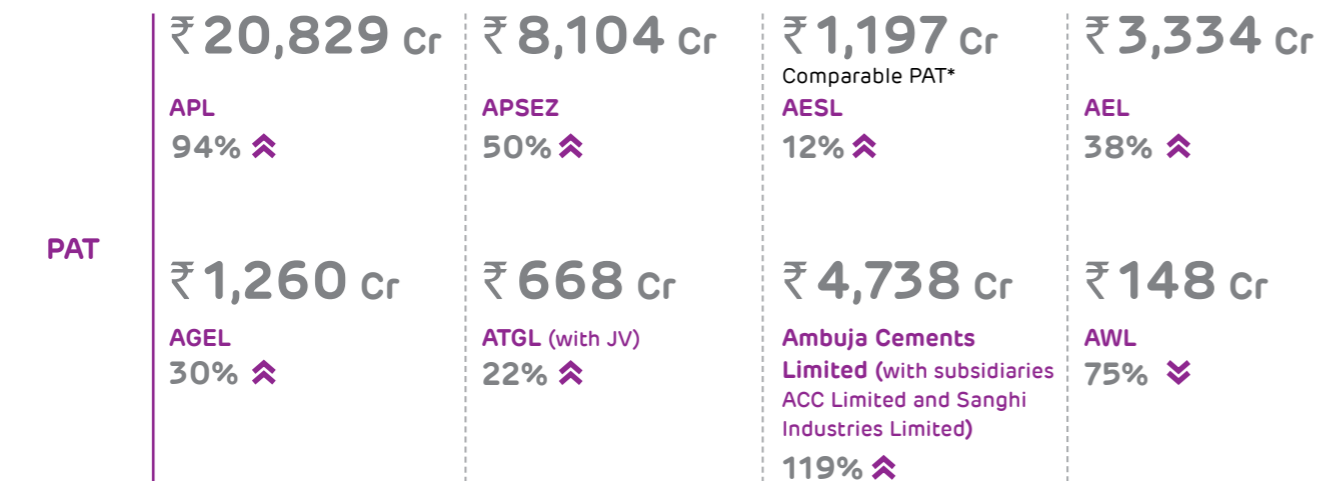 PAT
₹20,829 Cr
APL
94%
₹8,104 Cr
APSEZ
50%
₹1,197 Cr
Comparable PAT*
AESL
12%
₹3,334 Cr
AEL
38%
₹1,260 Cr
AGEL
30%
₹668 Cr
ATGL (with JV)
22%
₹4,738 Cr
Ambuja Cements
Limited (with subsidiaries
ACC Limited and Sanghi
Industries Limited)
119%
₹148 Cr
AWL
75%